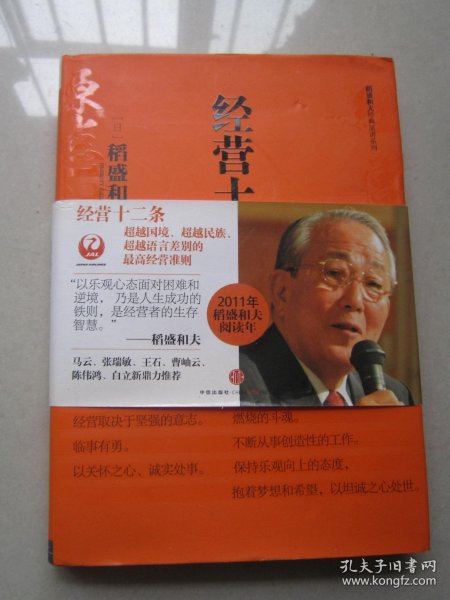 稻盛和夫经典演讲系列
经营十
[日]
稻盛和
经营十二条
超越国境、超越民族、
超越语言差别的
最高经营准则
JAL
JAPAN AIRLINES
“以乐观心态面对困难和
逆境，乃是人生成功的
铁则，是经营者的生存
智慧。”
——稻盛和夫
2011年
稻盛和夫
阅读年
马云、张瑞敏、王石、曹岫云、
陈伟鸿、白立新鼎力推荐
中信出版社
经营取决于坚强的意志。
临事有勇。
以关怀之心、诚实处事。
燃烧的斗魂。
不断从事创造性的工作。
保持乐观向上的态度，
抱着梦想和希望，以坦诚之心处世。
孔夫子旧书网
www.kongfz.com